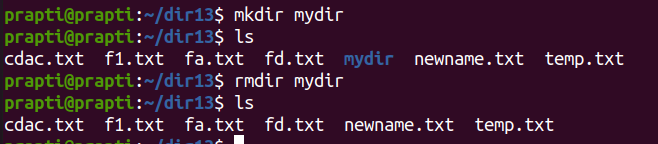 prapti@prapti:~/dir13$ mkdir mydir
prapti@prapti:~/dir13$ ls
cdac.txt  f1.txt  fa.txt  fd.txt  mydir  newname.txt  temp.txt
prapti@prapti:~/dir13$ rmdir mydir
prapti@prapti:~/dir13$ ls
cdac.txt  f1.txt  fa.txt  fd.txt  newname.txt  temp.txt
prapti@prapti:~/dir13$